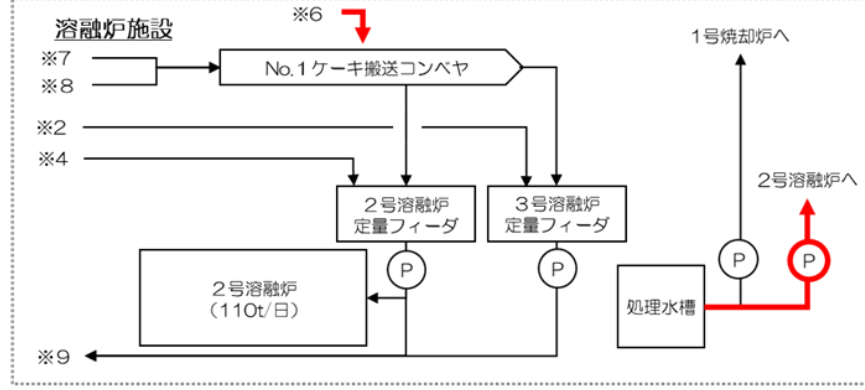 溶融炉施設
※6
1号焼却炉へ
※7
No.1ケーキ搬送コンベヤ
※8
※2
※4
2号溶融炉へ
2号溶融炉
定量フィーダ
3号溶融炉
定量フィーダ
P
P
P
P
2号溶融炉
(110t/日)
処理水槽
※9